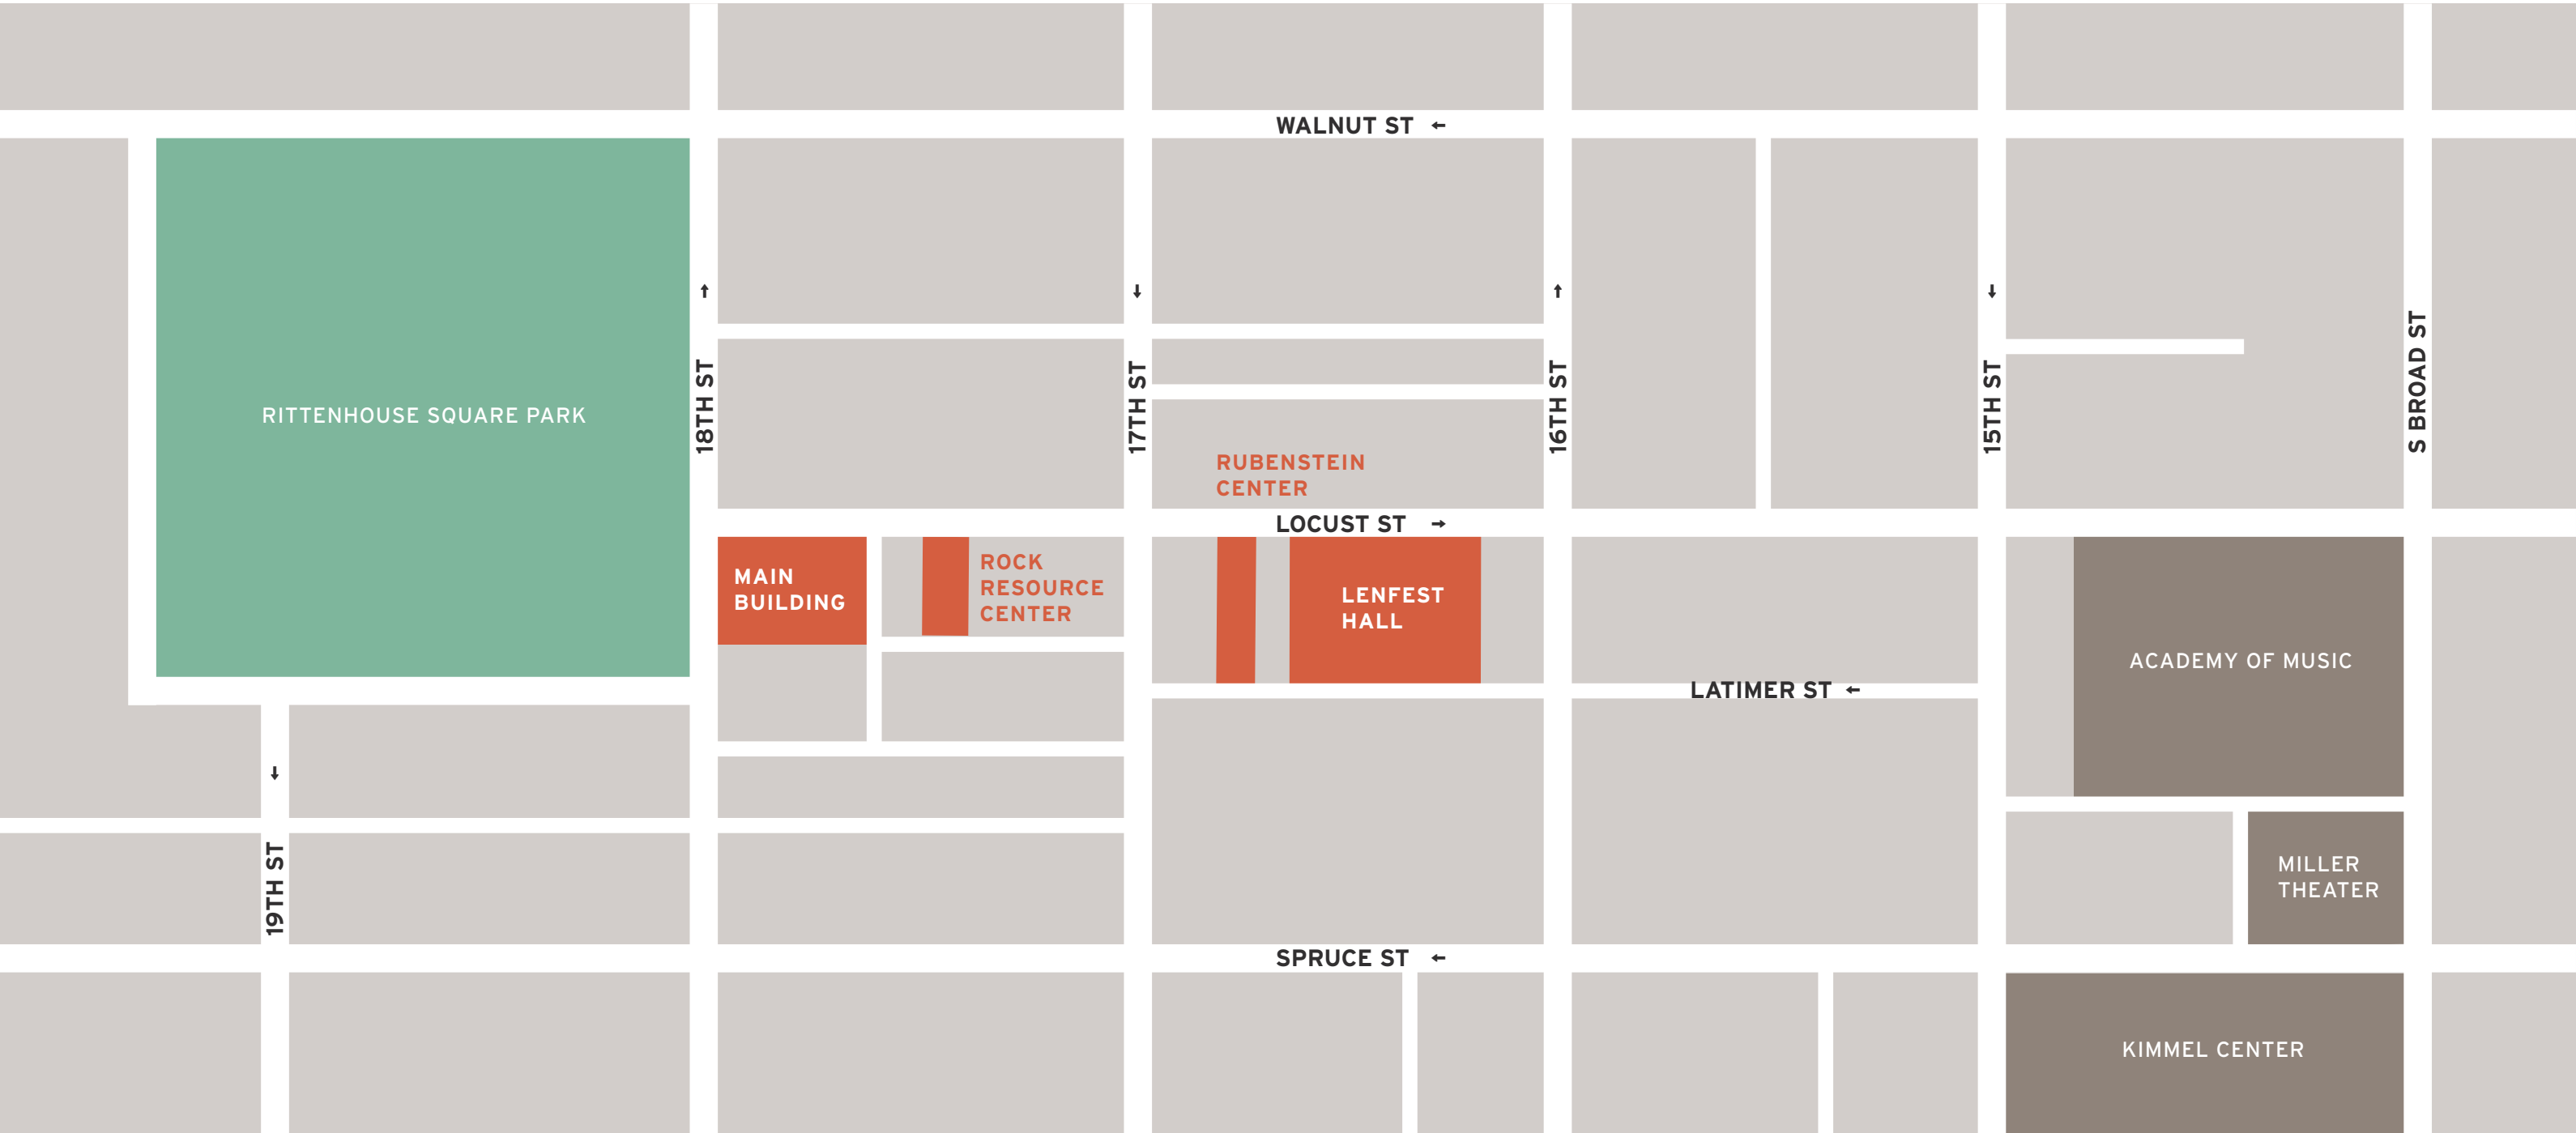 WALNUT ST ←
↑
↓
↑
↓
18TH ST
17TH ST
16TH ST
15TH ST
S BROAD ST
RITTENHOUSE SQUARE PARK
RUBENSTEIN
CENTER
LOCUST ST →
MAIN
BUILDING
ROCK
RESOURCE
CENTER
LENFEST
HALL
ACADEMY OF MUSIC
LATIMER ST ←
↓
19TH ST
MILLER
THEATER
SPRUCE ST ←
KIMMEL CENTER